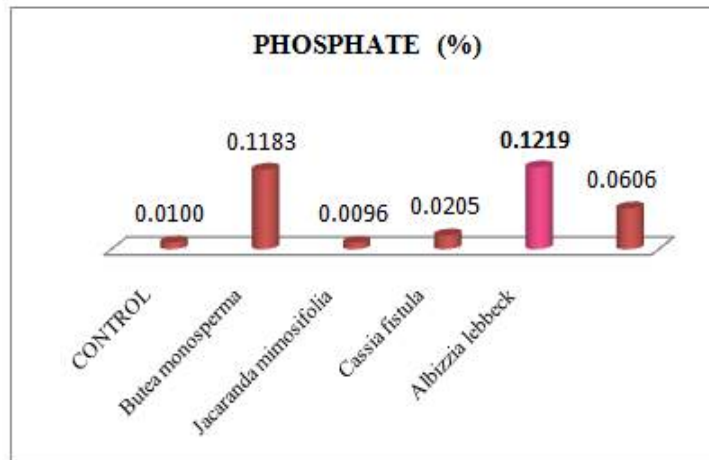 PHOSPHATE (%)
0.0100
0.1183
0.0096
0.0205
0.1219
0.0606
CONTROL
Butea monosperma
Jacaranda mimosifolia
Cassia fistula
Albizzia lebbeck